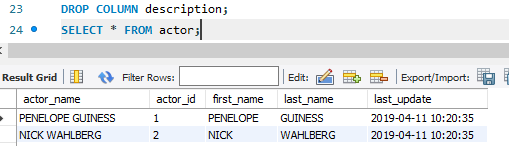 23 DROP COLUMN description;
24 SELECT * FROM actor;
Result Grid Filter Rows: Edit: Export/Import:
actor_name actor_id first_name last_name last_update
PENELOPE GUINESS 1 PENELOPE GUINESS 2019-04-11 10:20:35
NICK WAHLBERG 2 NICK WAHLBERG 2019-04-11 10:20:35